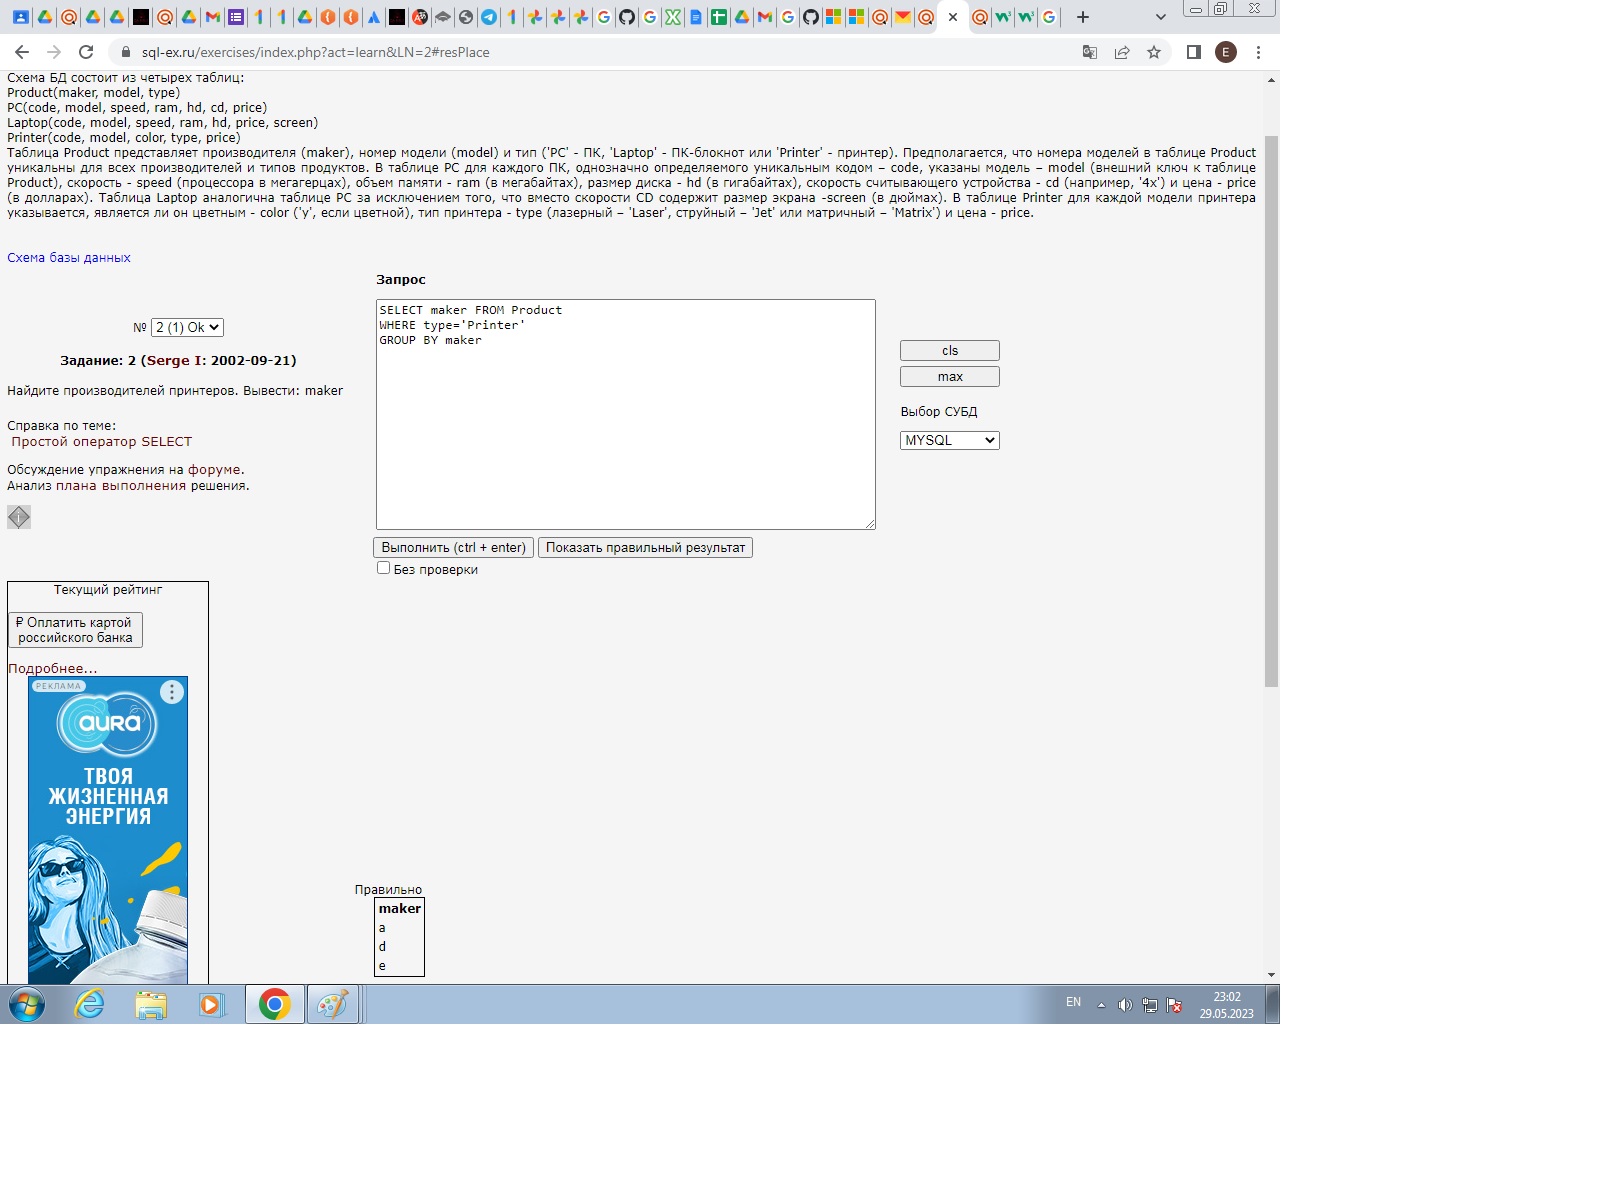 sql-ex.ru/exercises/index.php?act=learn&LN=2#resPlace
E
Схема БД состоит из четырех таблиц:
Product(maker, model, type)
PC(code, model, speed, ram, hd, cd, price)
Laptop(code, model, speed, ram, hd, price, screen)
Printer(code, model, color, type, price)
Таблица Product представляет производителя (maker), номер модели (model) и тип ('PC' - ПК, 'Laptop' - ПК-блокнот или 'Printer' - принтер). Предполагается, что номера моделей в таблице Product
уникальны для всех производителей и типов продуктов. В таблице PC для каждого ПК, однозначно определяемого уникальным кодом – code, указаны модель – model (внешний ключ к таблице
Product), скорость - speed (процессора в мегагерцах), объем памяти - ram (в мегабайтах), размер диска - hd (в гигабайтах), скорость считывающего устройства - cd (например, '4x') и цена - price
(в долларах). Таблица Laptop аналогична таблице РС за исключением того, что вместо скорости CD содержит размер экрана -screen (в дюймах). В таблице Printer для каждой модели принтера
указывается, является ли он цветным - color ('y', если цветной), тип принтера - type (лазерный – 'Laser', струйный – 'Jet' или матричный – 'Matrix') и цена - price.
Схема базы данных
Запрос
SELECT maker FROM Product
WHERE type='Printer'
GROUP BY maker
№ 2 (1) Ok
Задание: 2 (Serge I: 2002-09-21)
Найдите производителей принтеров. Вывести: maker
Справка по теме:
Простой оператор SELECT
Обсуждение упражнения на форуме.
Анализ плана выполнения решения.
cls
max
Выбор СУБД
MYSQL
Выполнить (ctrl + enter) Показать правильный результат
Без проверки
Текущий рейтинг
₽ Оплатить картой
российского банка
Подробнее...
РЕКЛАМА
aura
ТВОЯ
ЖИЗНЕННАЯ
ЭНЕРГИЯ
Правильно
maker
a
d
e
EN
23:02
29.05.2023